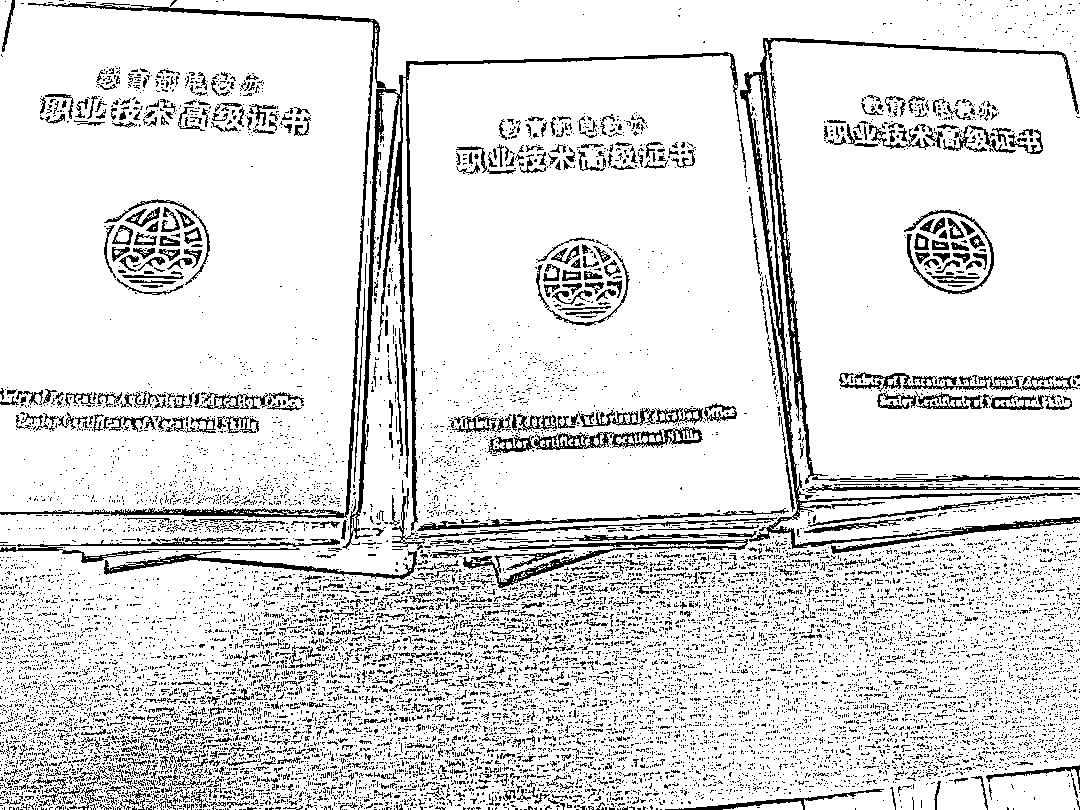 教育部电教办
职业技术高级证书
Ministry of Education Audiovisual Education Office
Senior Certificate of Vocational Skills
教育部电教办
职业技术高级证书
Ministry of Education Audiovisual Education Office
Senior Certificate of Vocational Skills
教育部电教办
职业技术高级证书
Ministry of Education Audiovisual Education
Senior Certificate of Vocational Skills